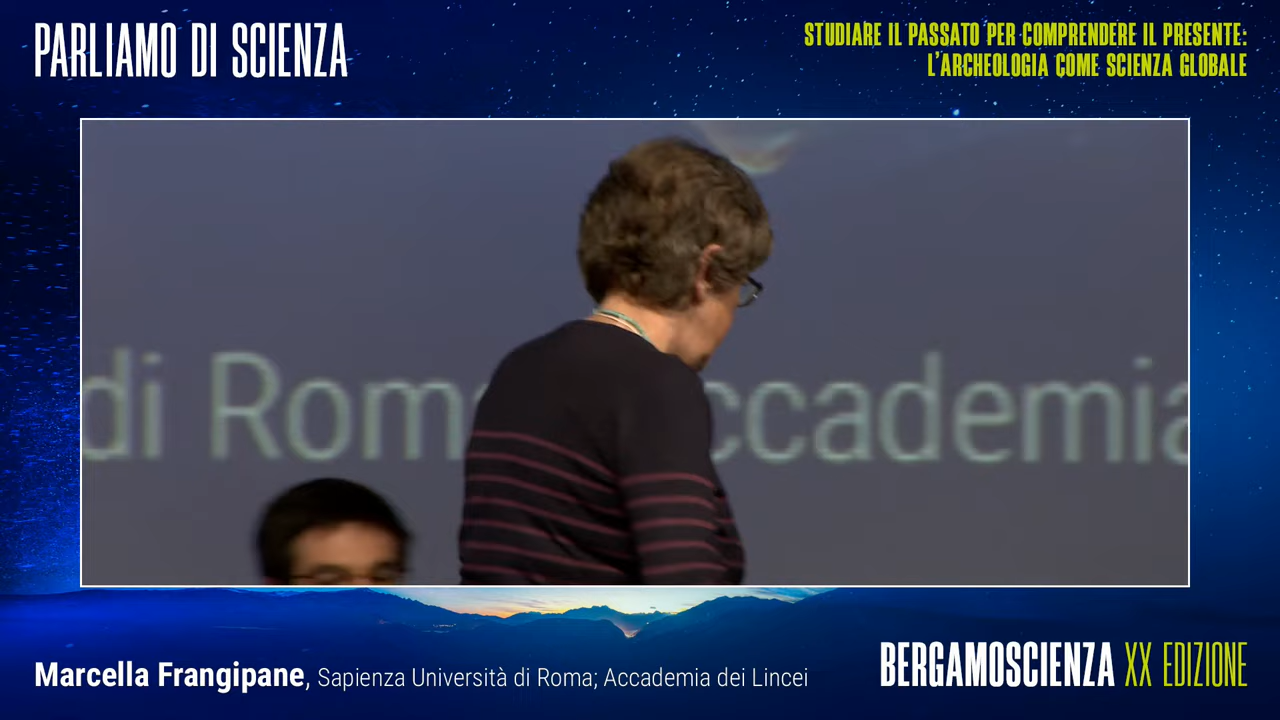 PARLIAMO DI SCIENZA
STUDIARE IL PASSATO PER COMPRENDERE IL PRESENTE:
L'ARCHEOLOGIA COME SCIENZA GLOBALE
di Roma ccademia
Marcella Frangipane, Sapienza Università di Roma; Accademia dei Lincei
BERGAMOSCIENZA XX EDIZIONE